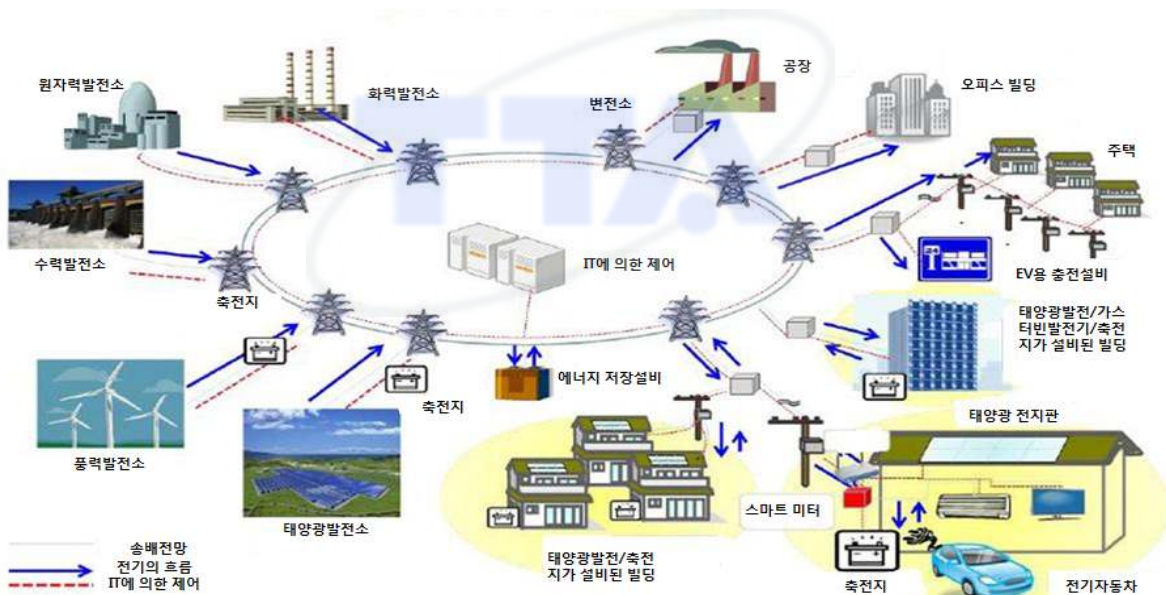 TTA
원자력발전소
화력발전소
변전소
공장
오피스 빌딩
주택
수력발전소
축전지
IT에 의한 제어
EV용 충전설비
24
태양광발전/가스
터빈발전기/축전
지가 설비된 빌딩
에너지 저장설비
축전지
풍력발전소
태양광발전소
태양광 전지판
스마트 미터
태양광발전/축전
지가 설비된 빌딩
축전지
전기자동차
송배전망
전기의 흐름
IT에 의한 제어